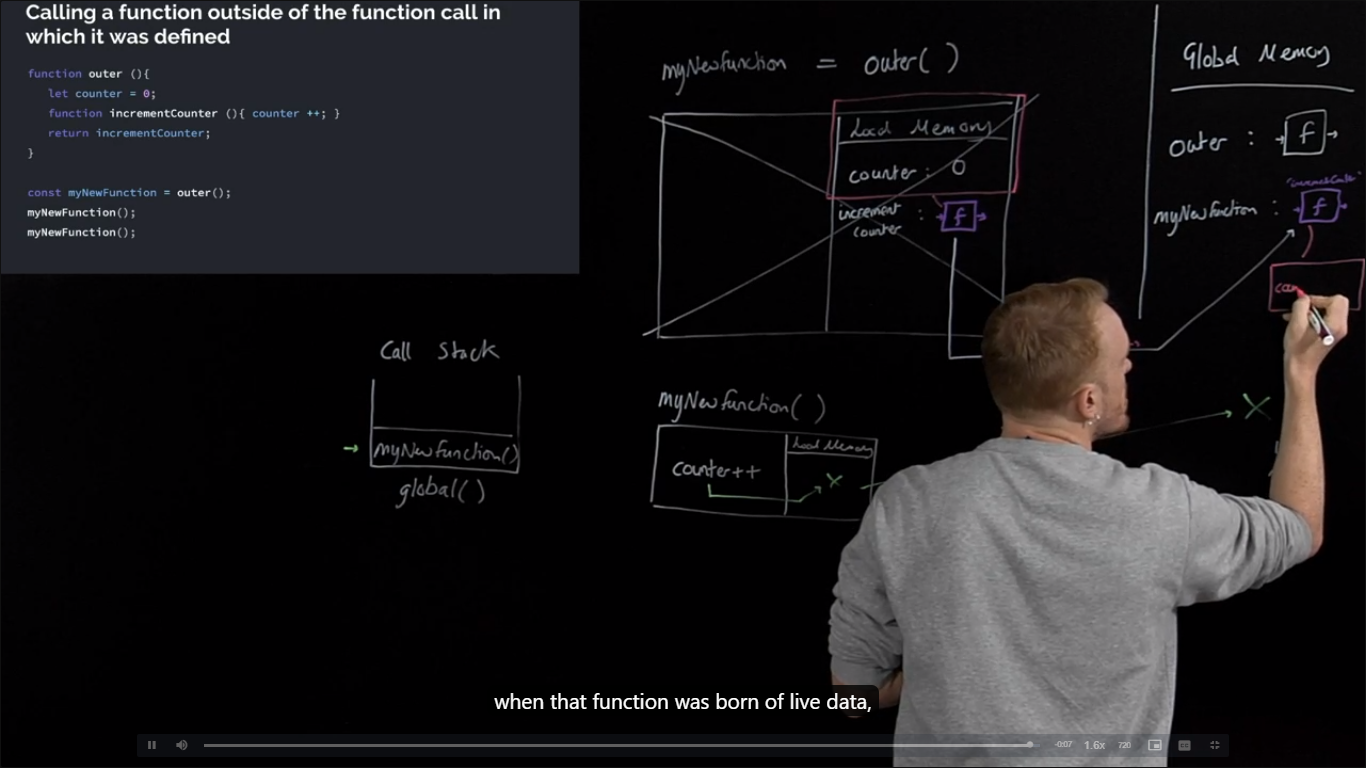 Calling a function outside of the function call in
which it was defined
function outer (){
let counter = 0;
function incrementCounter (){ counter ++; }
return incrementCounter;
}
const myNewFunction = outer();
myNewFunction();
myNewFunction();
myNewfunction = outer( )
Local Memory
counter : 0
increment
counter : f
Global Memory
outer : f
"incrementCounter"
myNewfunction : f
Call Stack
myNewfunction()
global( )
myNewfunction( )
Local Memory
counter++
when that function was born of live data,
-0:07 1.6x 720